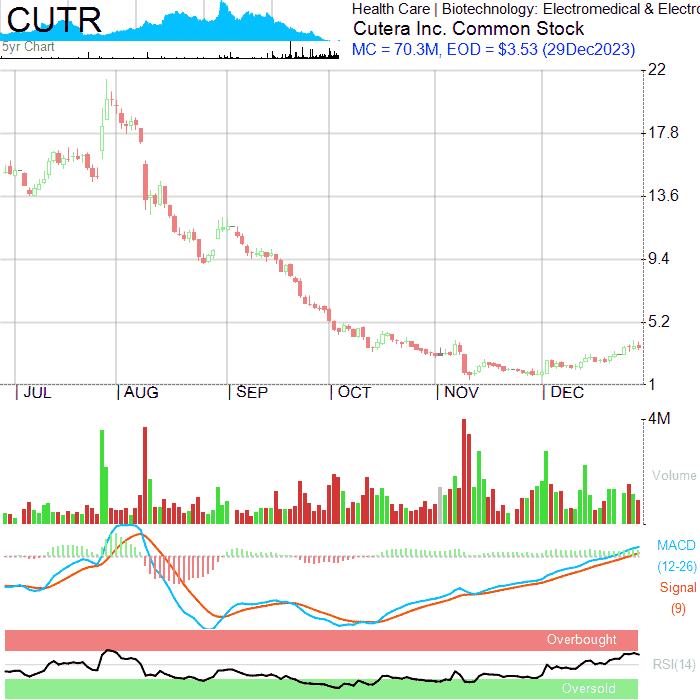 CUTR
5yr Chart
Health Care | Biotechnology: Electromedical & Electro
Cutera Inc. Common Stock
MC = 70.3M, EOD = $3.53 (29Dec2023)
22
17.8
13.6
9.4
5.2
1
JUL AUG SEP OCT NOV DEC
4M
Volume
MACD
(12-26)
Signal
(9)
Overbought
RSI(14)
Oversold